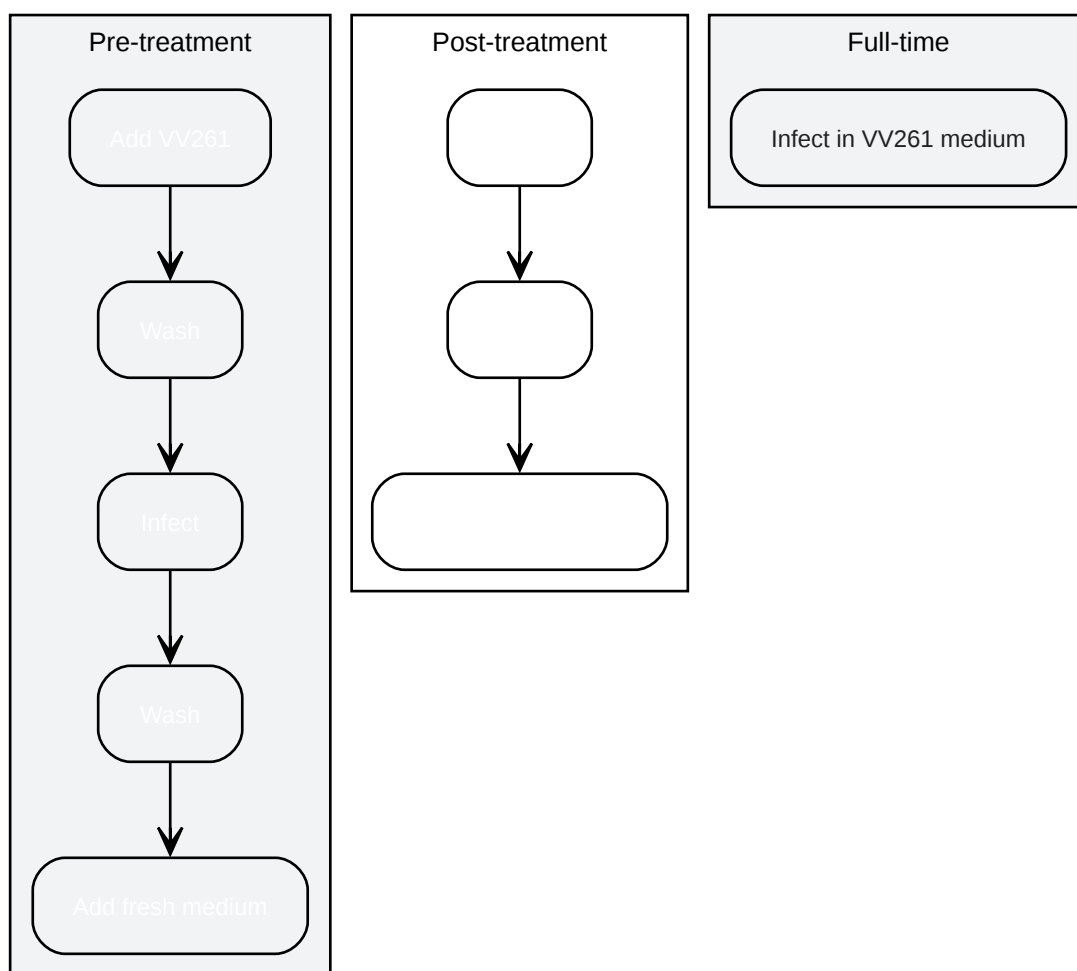 Pre-treatment
Add VV261
Wash
Infect
Wash
Add fresh medium
Post-treatment
Full-time
Infect in VV261 medium